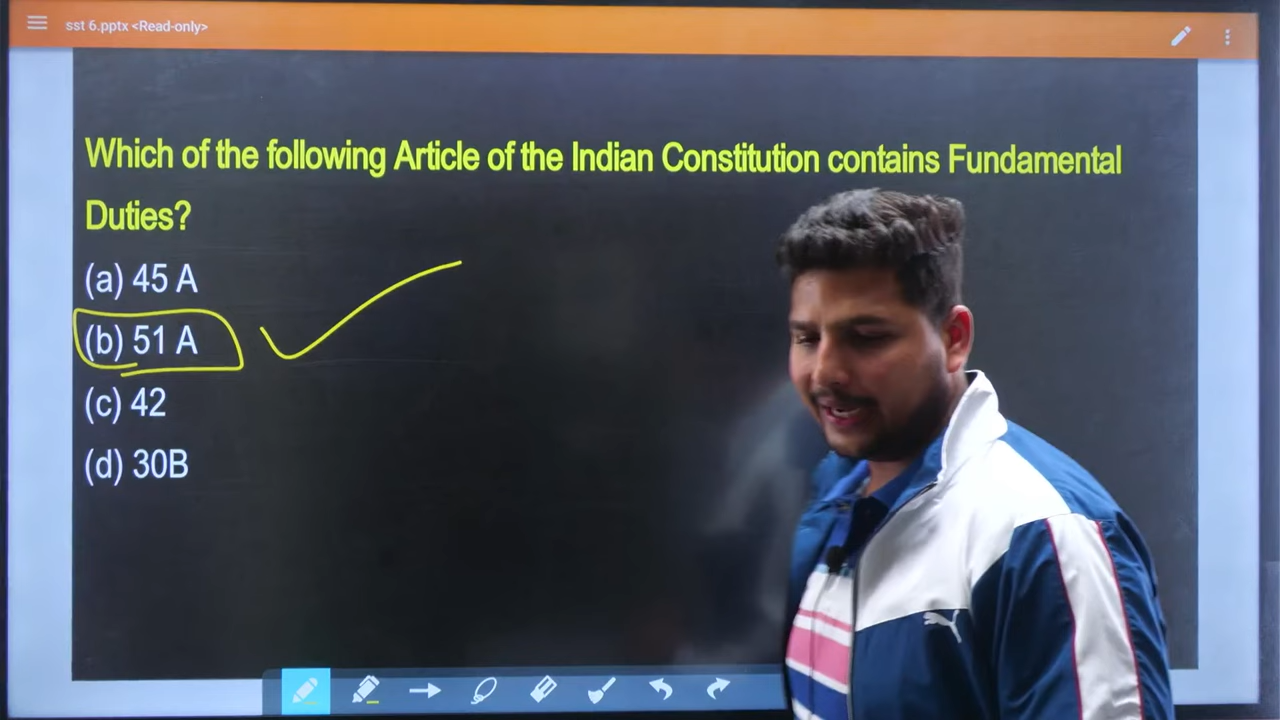 sst 6.pptx <Read-only>
Which of the following Article of the Indian Constitution contains Fundamental
Duties?
(a) 45 A
(b) 51 A
(c) 42
(d) 30B